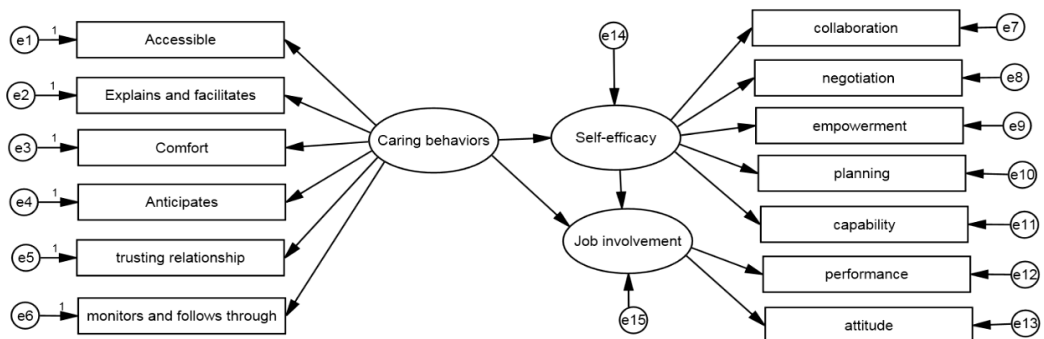 e1 1 Accessible
e2 1 Explains and facilitates
e3 1 Comfort
e4 1 Anticipates
e5 1 trusting relationship
e6 1 monitors and follows through
Caring behaviors
e14
Self-efficacy
Job involvement
e15
collaboration e7
negotiation e8
empowerment e9
planning e10
capability e11
performance e12
attitude e13